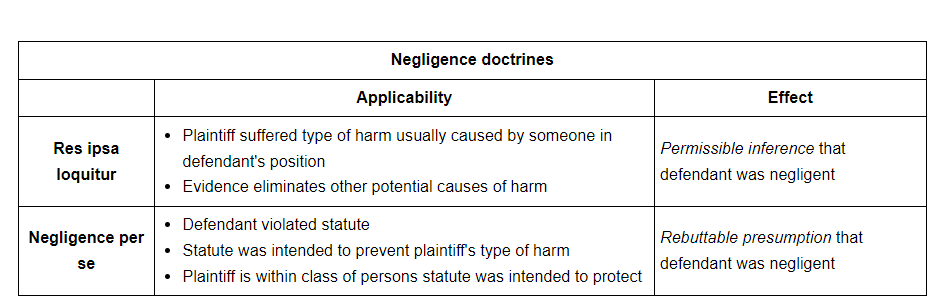 Negligence doctrines
Applicability
Effect
Res ipsa
loquitur
• Plaintiff suffered type of harm usually caused by someone in
defendant's position
• Evidence eliminates other potential causes of harm
Permissible inference that
defendant was negligent
Negligence per
se
• Defendant violated statute
• Statute was intended to prevent plaintiff's type of harm
• Plaintiff is within class of persons statute was intended to protect
Rebuttable presumption that
defendant was negligent